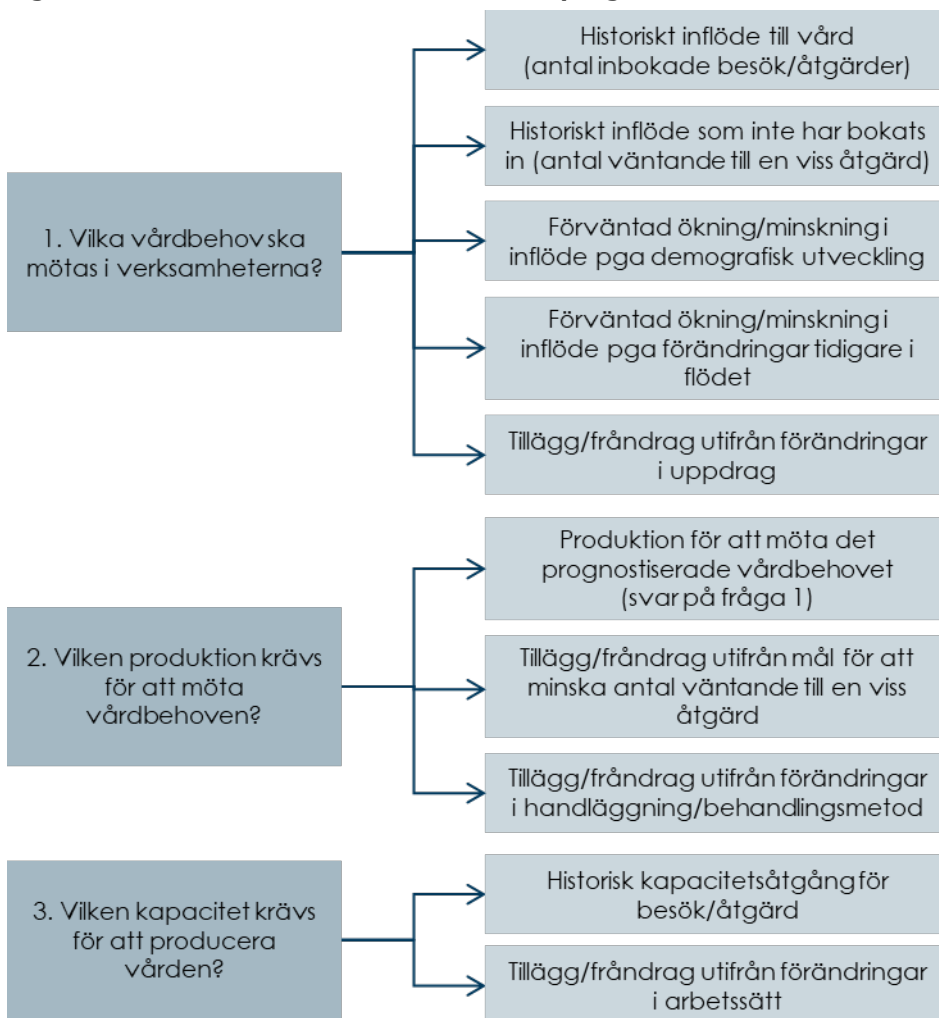 Historiskt inflöde till vård
(antal inbokade besök/åtgärder)
Historiskt inflöde som inte har bokats
in (antal väntande till en viss åtgärd)
1. Vilka vårdbehov ska
mötas i verksamheterna?
Förväntad ökning/minskning i
inflöde pga demografisk utveckling
Förväntad ökning/minskning i
inflöde pga förändringar tidigare i
flödet
Tillägg/fråndrag utifrån förändringar
i uppdrag
2. Vilken produktion krävs
för att möta
vårdbehoven?
Produktion för att möta det
prognostiserade vårdbehovet
(svar på fråga 1)
Tillägg/fråndrag utifrån mål för att
minska antal väntande till en viss
åtgärd
Tillägg/fråndrag utifrån förändringar
i handläggning/behandlingsmetod
3. Vilken kapacitet krävs
för att producera
vården?
Historisk kapacitetsåtgång för
besök/åtgärd
Tillägg/fråndrag utifrån förändringar
i arbetssätt